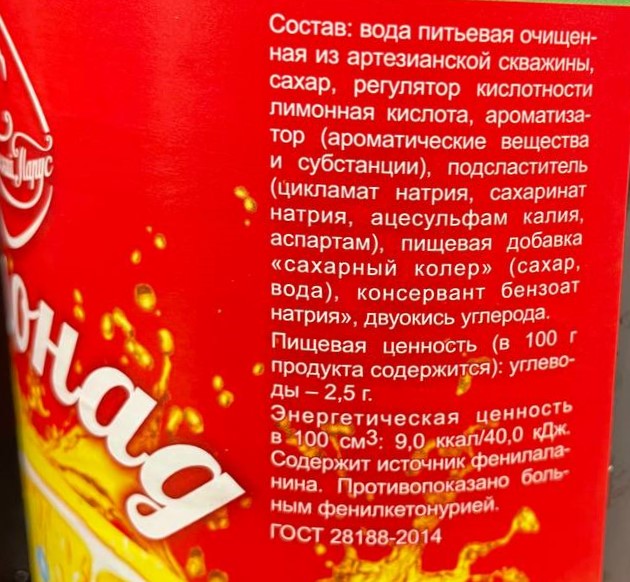 Состав: вода питьевая очищен-
ная из артезианской скважины,
сахар, регулятор кислотности
лимонная кислота, ароматиза-
тор (ароматические вещества
и субстанции), подсластитель
(цикламат натрия, сахаринат
натрия, ацесульфам калия,
аспартам), пищевая добавка
«сахарный колер» (сахар,
вода), консервант бензоат
натрия», двуокись углерода.
Пищевая ценность (в 100 г
продукта содержится): углево-
ды – 2,5 г.
Энергетическая ценность
в 100 см3: 9,0 ккал/40,0 кДж.
Содержит источник фенилала-
нина. Противопоказано боль-
ным фенилкетонурией.
ГОСТ 28188-2014
Парус
онад